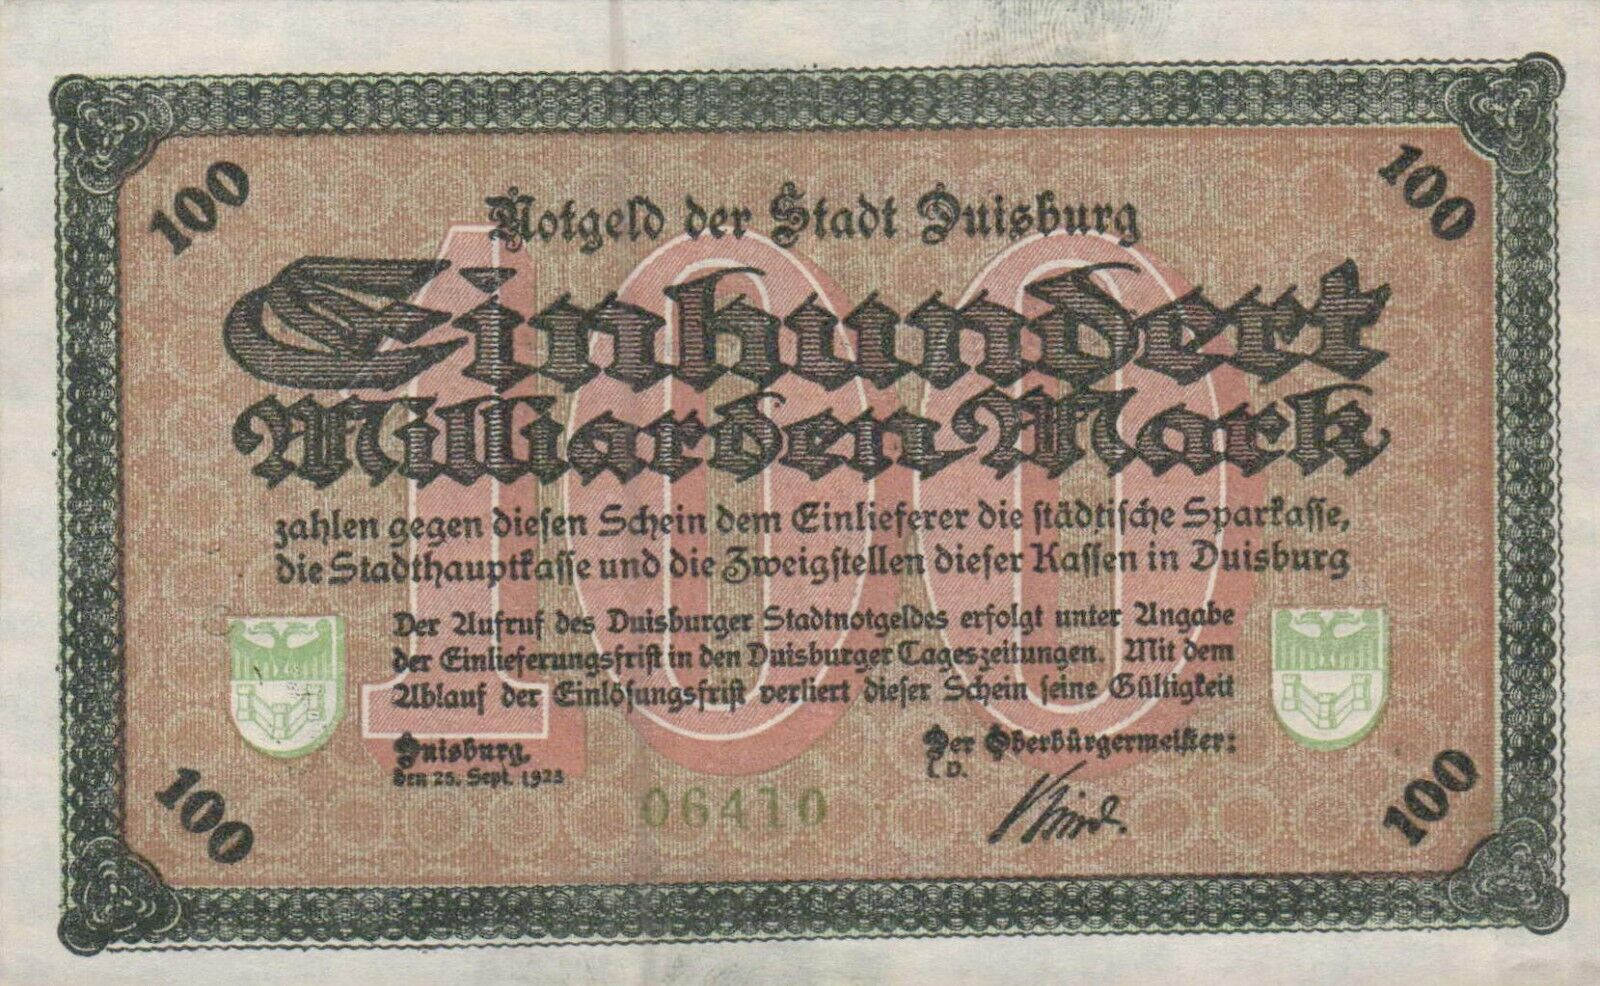 100
100
Notgeld der Stadt Duisburg
Einhundert
Milliarden Mark
zahlen gegen diesen Schein dem Einlieferer die städtische Sparkasse,
die Stadthauptkasse und die Zweigstellen dieser Kassen in Duisburg
Der Aufruf des Duisburger Stadtnotgeldes erfolgt unter Angabe
der Einlieferungsfrist in den Duisburger Tageszeitungen. Mit dem
Ablauf der Einlösungsfrist verliert dieser Schein seine Gültigkeit
Duisburg,
den 25. Sept. 1923
Der Oberbürgermeister:
I. D.
06410
100
100
100